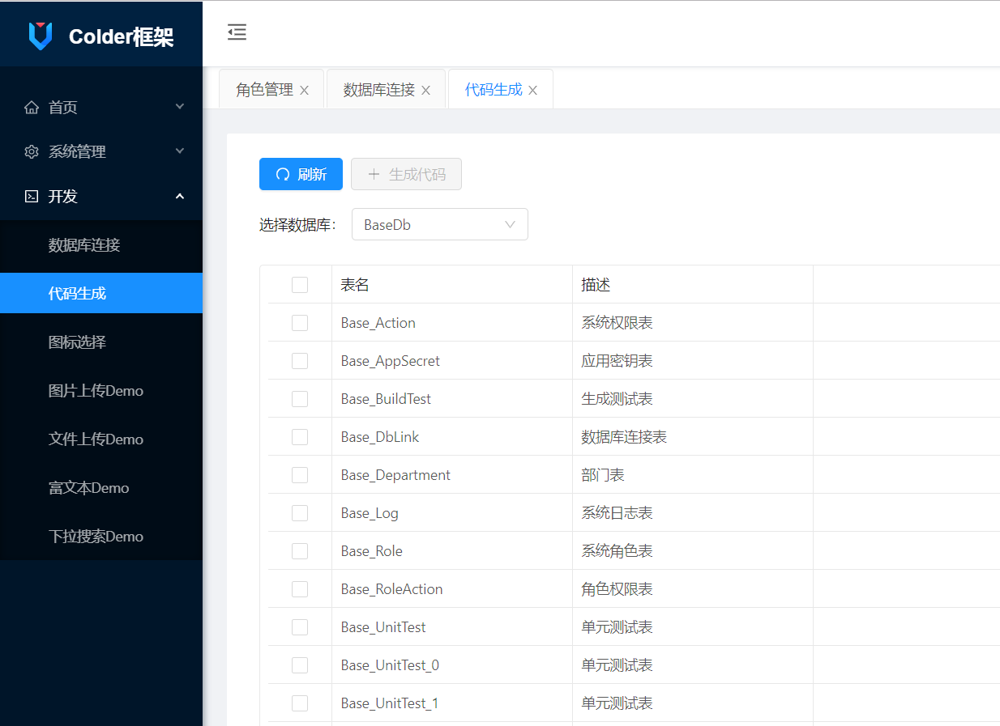 Colder框架
首页
系统管理
开发
数据库连接
代码生成
图标选择
图片上传Demo
文件上传Demo
富文本Demo
下拉搜索Demo
角色管理 数据库连接 代码生成
刷新 生成代码
选择数据库: BaseDb
表名 描述
Base_Action 系统权限表
Base_AppSecret 应用密钥表
Base_BuildTest 生成测试表
Base_DbLink 数据库连接表
Base_Department 部门表
Base_Log 系统日志表
Base_Role 系统角色表
Base_RoleAction 角色权限表
Base_UnitTest 单元测试表
Base_UnitTest_0 单元测试表
Base_UnitTest_1 单元测试表